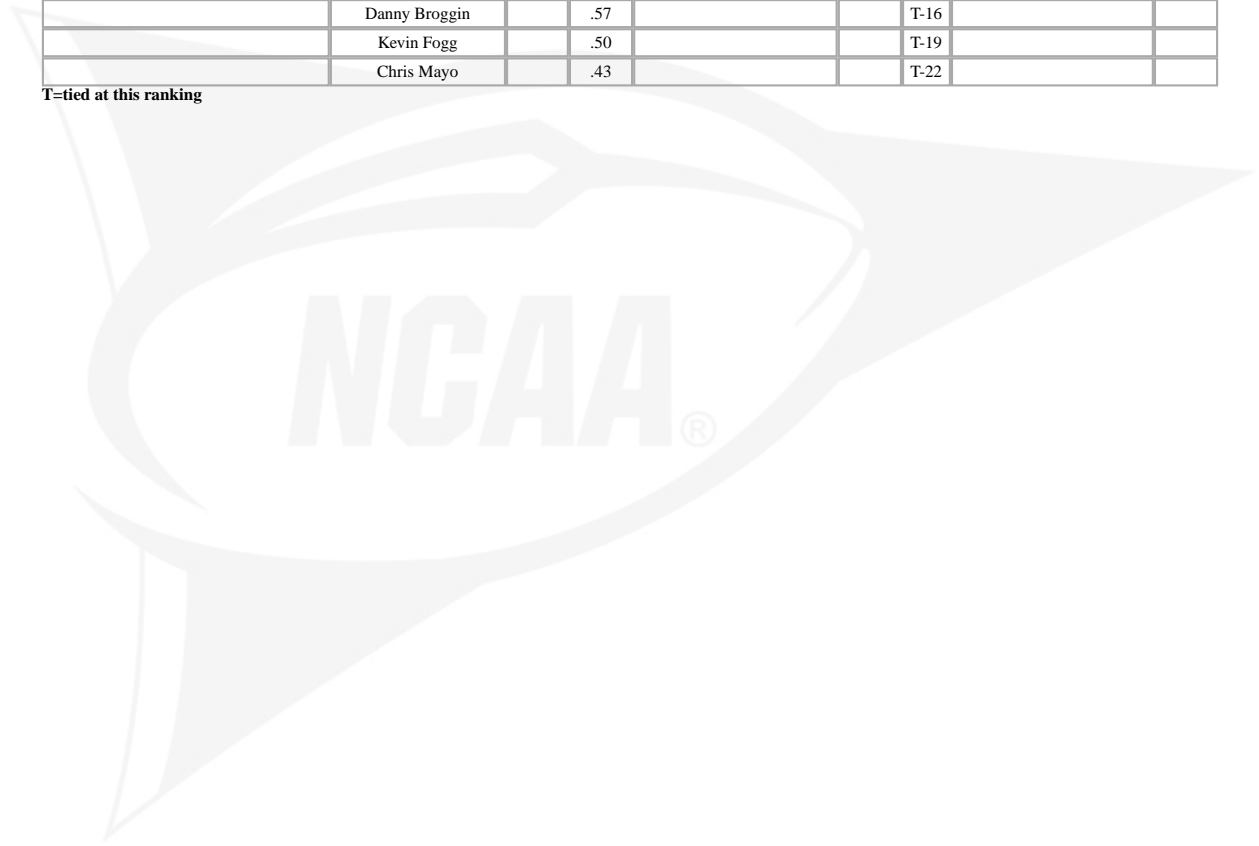 Danny Broggin .57 T-16
Kevin Fogg .50 T-19
Chris Mayo .43 T-22
T=tied at this ranking
NCAA®